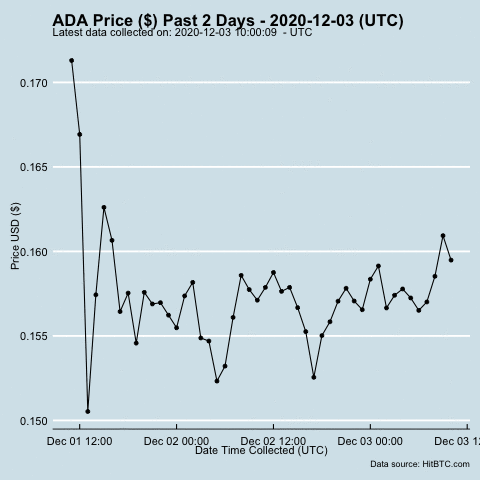 ADA Price ($) Past 2 Days - 2020-12-03 (UTC)
Latest data collected on: 2020-12-03 10:00:09 - UTC
0.170
0.165
0.160
0.155
0.150
Price USD ($)
Dec 01 12:00 Dec 02 00:00 Dec 02 12:00 Dec 03 00:00 Dec 03 12
Date Time Collected (UTC)
Data source: HitBTC.com